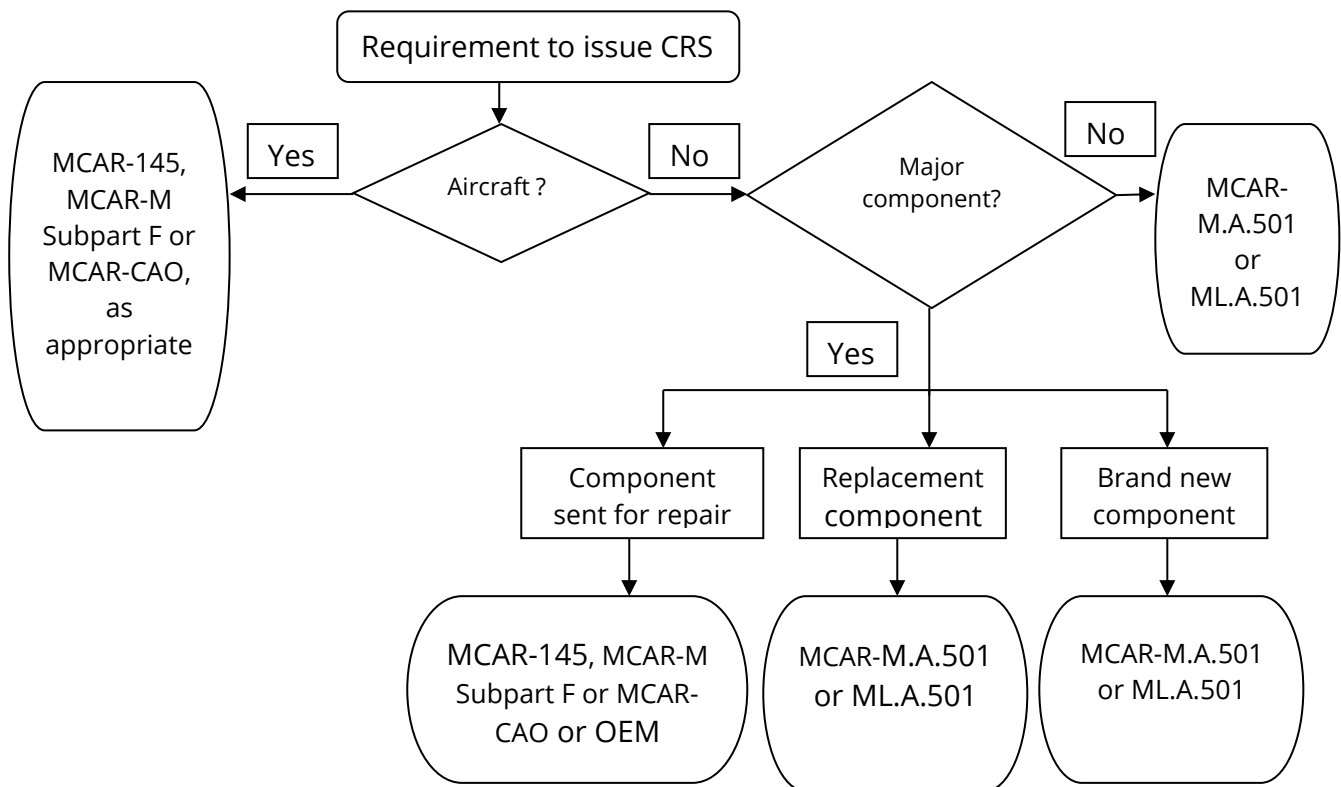 Requirement to issue CRS
Yes
Aircraft ?
No
Major
component?
No
MCAR-145,
MCAR-M
Subpart F or
MCAR-CAO,
as
appropriate
MCAR-
M.A.501
or
ML.A.501
Yes
Component
sent for repair
Replacement
component
Brand new
component
MCAR-145, MCAR-M
Subpart F or MCAR-
CAO or OEM
MCAR-M.A.501
or ML.A.501
MCAR-M.A.501
or ML.A.501